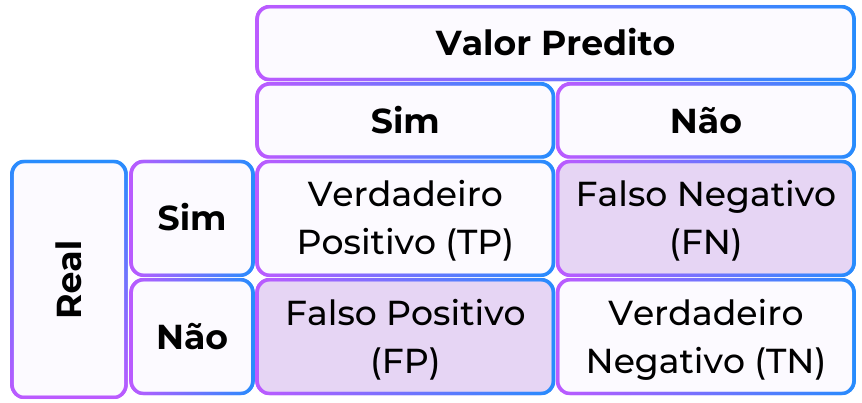 Valor Predito
Sim
Não
Real
Sim
Verdadeiro
Positivo (TP)
Falso Negativo
(FN)
Não
Falso Positivo
(FP)
Verdadeiro
Negativo (TN)